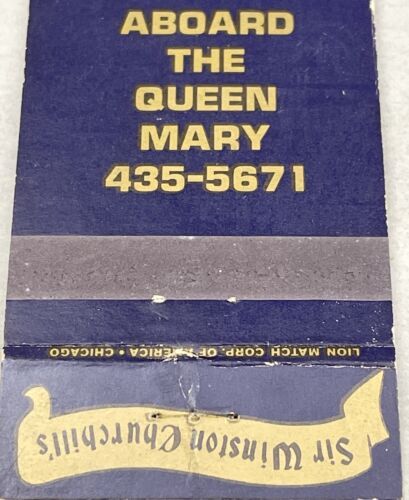 ABOARD
THE
QUEEN
MARY
435-5671
LION MATCH CORP. OF AMERICA • CHICAGO
Sir Winston Churchill's